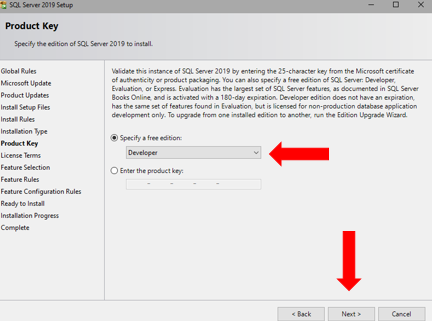 SQL Server 2019 Setup
Product Key
Specify the edition of SQL Server 2019 to install.
Global Rules
Microsoft Update
Product Updates
Install Setup Files
Install Rules
Installation Type
Product Key
License Terms
Feature Selection
Feature Rules
Feature Configuration Rules
Ready to Install
Installation Progress
Complete
Validate this instance of SQL Server 2019 by entering the 25-character key from the Microsoft certificate
of authenticity or product packaging. You can also specify a free edition of SQL Server: Developer,
Evaluation, or Express. Evaluation has the largest set of SQL Server features, as documented in SQL Server
Books Online, and is activated with a 180-day expiration. Developer edition does not have an expiration,
has the same set of features found in Evaluation, but is licensed for non-production database application
development only. To upgrade from one installed edition to another, run the Edition Upgrade Wizard.
Specify a free edition:
Developer
Enter the product key:
- - - -
< Back
Next >
Cancel